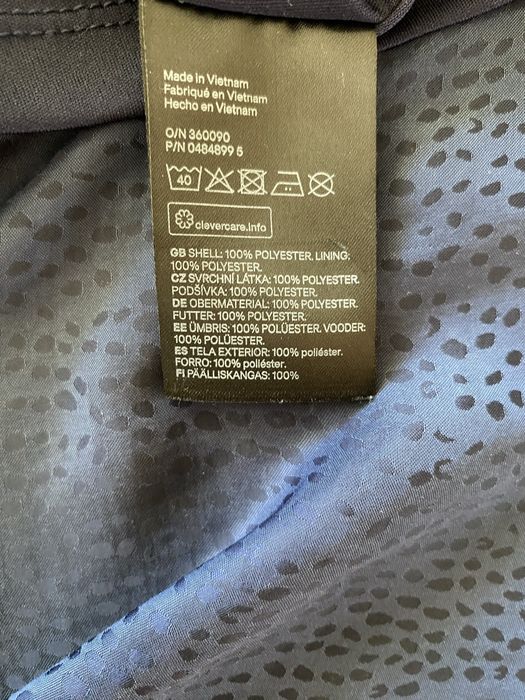 Made in Vietnam
Fabriqué en Vietnam
Hecho en Vietnam
O/N 360090
P/N 0484899 5
40
clevercare.info
GB SHELL: 100% POLYESTER. LINING:
100% POLYESTER.
CZ SVRCHNÍ LÁTKA: 100% POLYESTER.
PODŠÍVKA: 100% POLYESTER.
DE OBERMATERIAL: 100% POLYESTER.
FUTTER: 100% POLYESTER.
EE ÜMBRIS: 100% POLÜESTER. VOODER:
100% POLÜESTER.
ES TELA EXTERIOR: 100% poliéster.
FORRO: 100% poliéster.
FI PÄÄLLISKANGAS: 100%